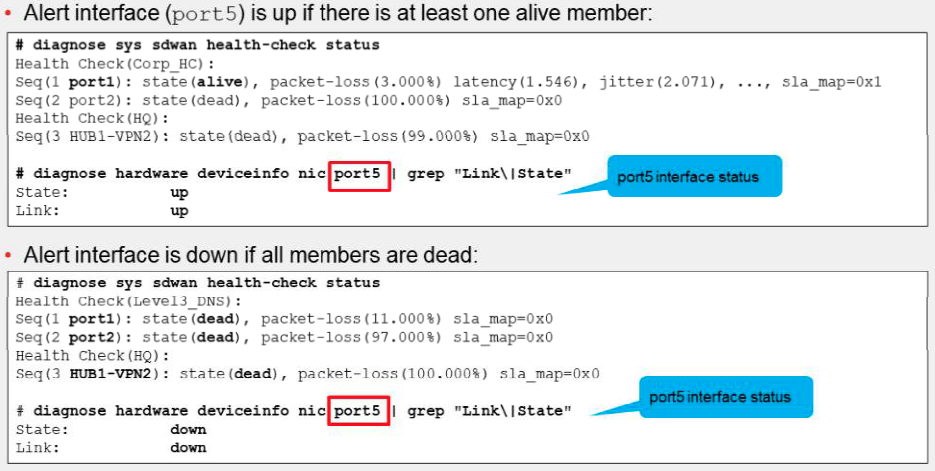 • Alert interface (port5) is up if there is at least one alive member:
# diagnose sys sdwan health-check status
Health Check(Corp_HC):
Seq(1 port1): state(alive), packet-loss(3.000%) latency(1.546), jitter(2.071), ..., sla_map=0x1
Seq(2 port2): state(dead), packet-loss(100.000%) sla_map=0x0
Health Check(HQ):
Seq(3 HUB1-VPN2): state(dead), packet-loss(99.000%) sla_map=0x0
# diagnose hardware deviceinfo nic port5 | grep "Link\|State"
port5 interface status
State: up
Link: up
• Alert interface is down if all members are dead:
# diagnose sys sdwan health-check status
Health Check(Level3_DNS):
Seq(1 port1): state(dead), packet-loss(11.000%) sla_map=0x0
Seq(2 port2): state(dead), packet-loss(97.000%) sla_map=0x0
Health Check(HQ):
Seq(3 HUB1-VPN2): state(dead), packet-loss(100.000%) sla_map=0x0
# diagnose hardware deviceinfo nic port5 | grep "Link\|State"
port5 interface status
State: down
Link: down